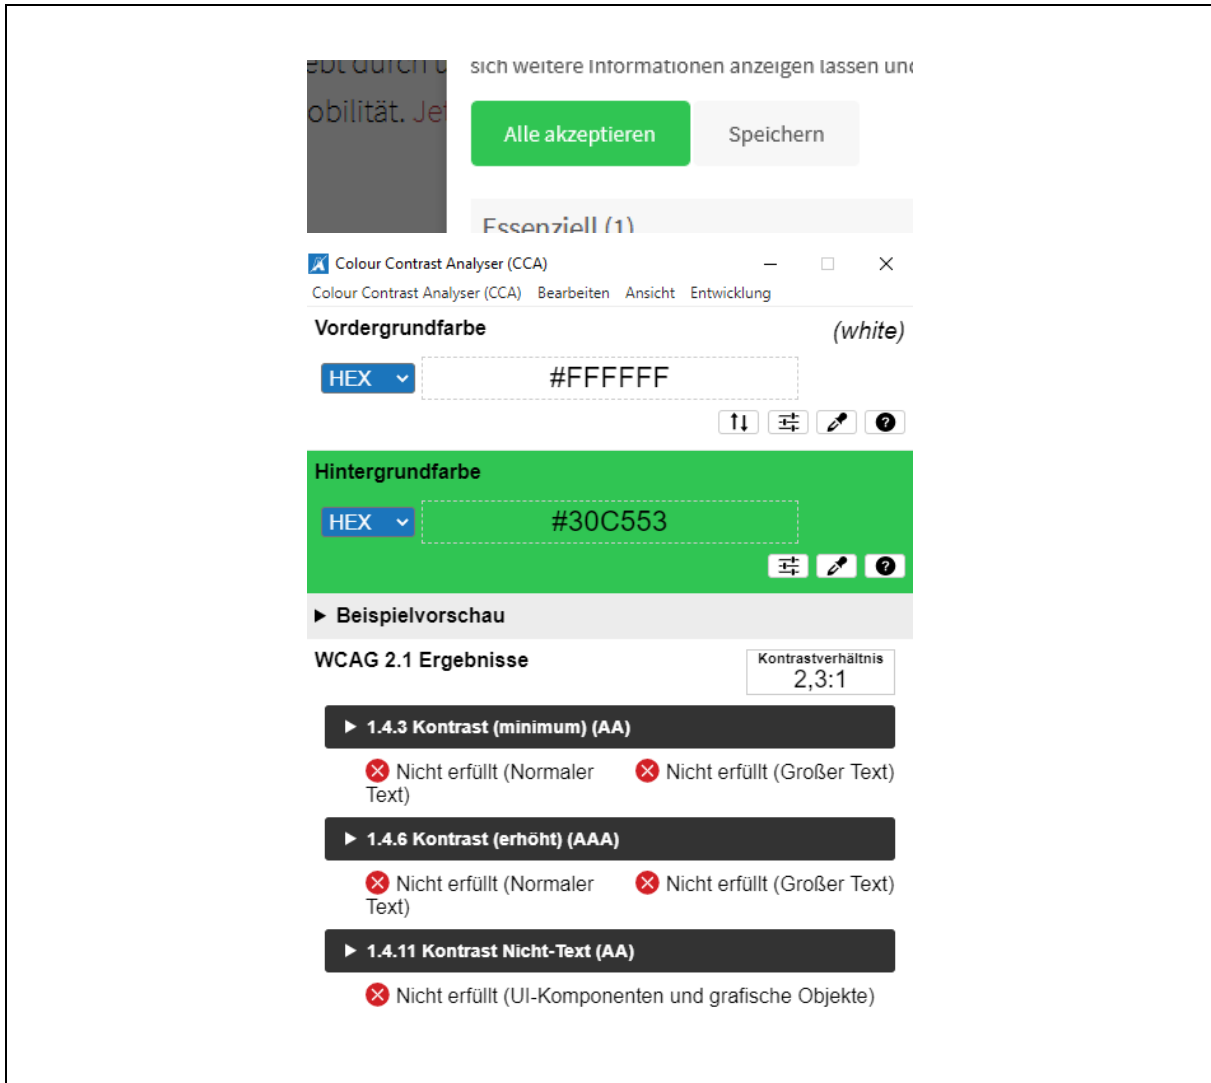 sich weitere Informationen anzeigen lassen und
obilität. Jet
Alle akzeptieren Speichern
Essenziell (1)
Colour Contrast Analyser (CCA)
Colour Contrast Analyser (CCA) Bearbeiten Ansicht Entwicklung
Vordergrundfarbe (white)
HEX #FFFFFF
Hintergrundfarbe
HEX #30C553
Beispielvorschau
WCAG 2.1 Ergebnisse Kontrastverhältnis
2,3:1
1.4.3 Kontrast (minimum) (AA)
Nicht erfüllt (Normaler Nicht erfüllt (Großer Text)
Text)
1.4.6 Kontrast (erhöht) (AAA)
Nicht erfüllt (Normaler Nicht erfüllt (Großer Text)
Text)
1.4.11 Kontrast Nicht-Text (AA)
Nicht erfüllt (UI-Komponenten und grafische Objekte)